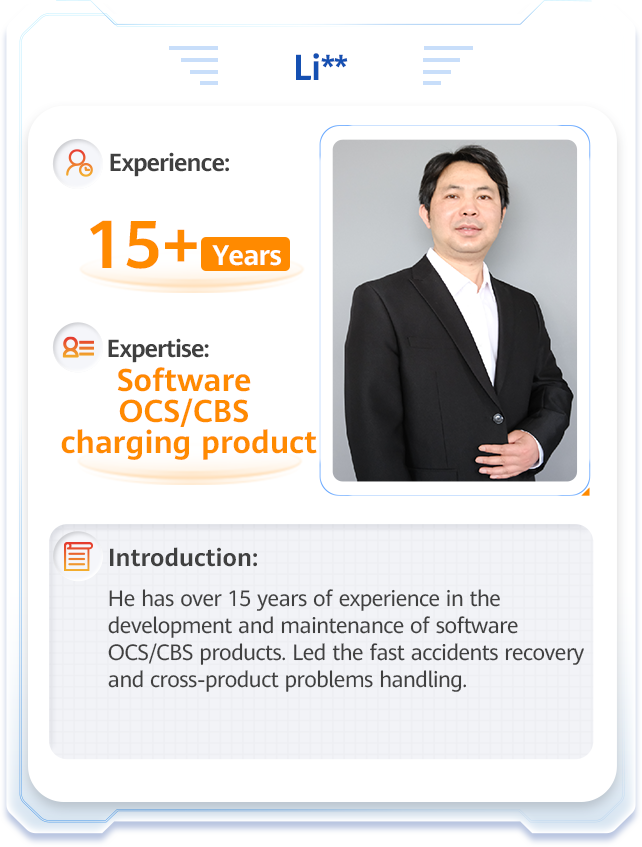 Li**
Experience:
15+ Years
Expertise:
Software
OCS/CBS
charging product
Introduction:
He has over 15 years of experience in the
development and maintenance of software
OCS/CBS products. Led the fast accidents recovery
and cross-product problems handling.